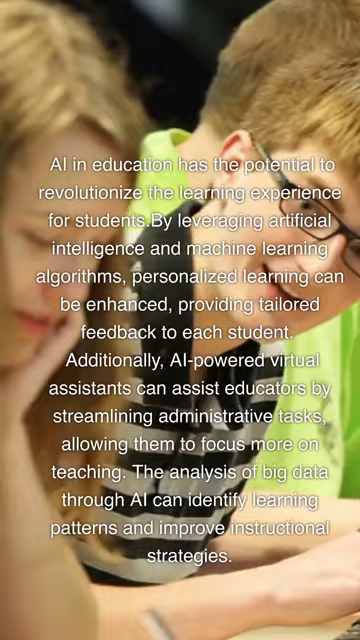 AI in education has the potential to
revolutionize the learning experience
for students.By leveraging artificial
intelligence and machine learning
algorithms, personalized learning can
be enhanced, providing tailored
feedback to each student.
Additionally, AI-powered virtual
assistants can assist educators by
streamlining administrative tasks,
allowing them to focus more on
teaching. The analysis of big data
through AI can identify learning
patterns and improve instructional
strategies.